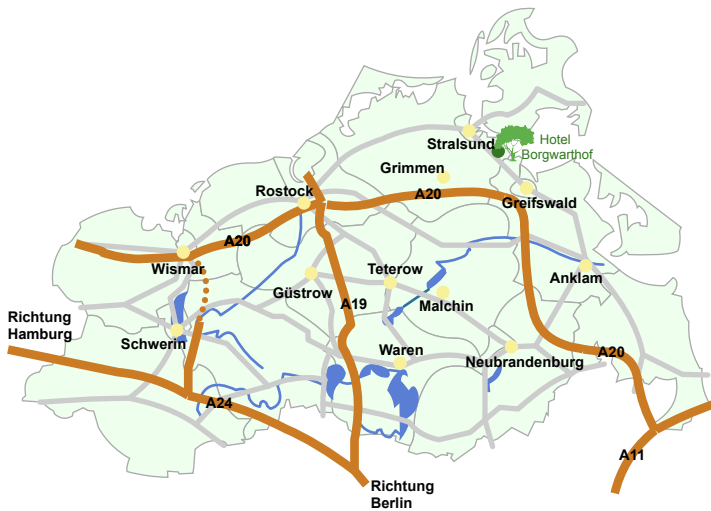 Stralsund
Hotel
Borgwarthof
Grimmen
Rostock
A20
Greifswald
A20
Wismar
Teterow
Anklam
Güstrow
A19
Malchin
Richtung
Hamburg
Schwerin
Waren
Neubrandenburg
A20
A24
A11
Richtung
Berlin